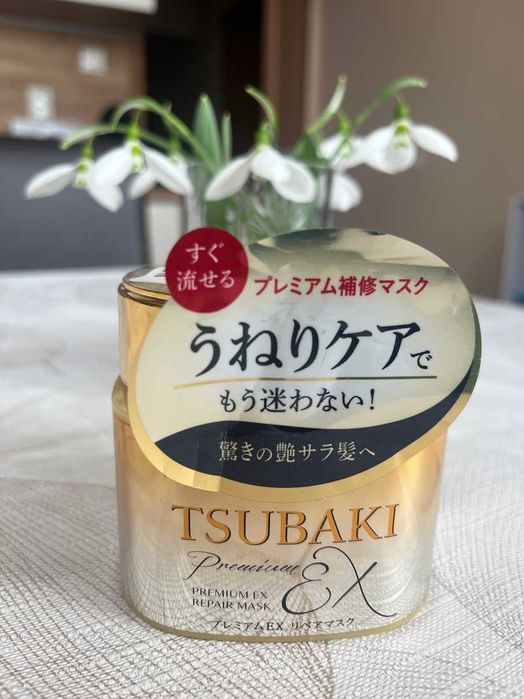 すぐ
流せる
プレミアム補修マスク
うねりケアで
もう迷わない!
驚きの艶サラ髪へ
TSUBAKI
Premium EX
PREMIUM EX
REPAIR MASK
プレミアムEX リペアマスク